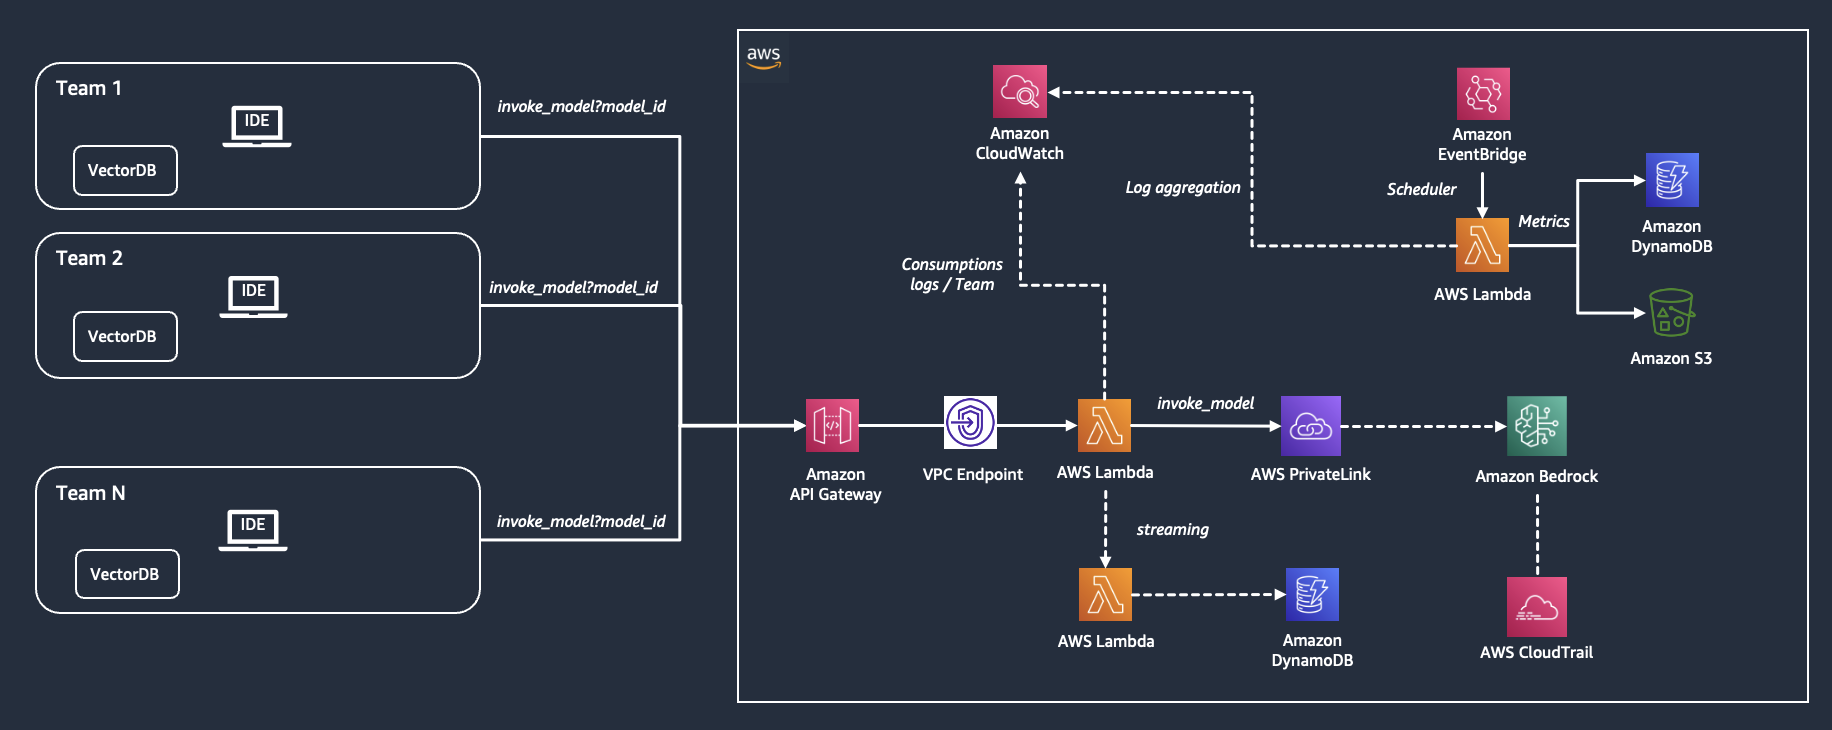 Team 1
IDE
VectorDB
invoke_model?model_id
Team 2
IDE
VectorDB
invoke_model?model_id
Team N
IDE
VectorDB
invoke_model?model_id
aws
Amazon
CloudWatch
Log aggregation
Amazon
EventBridge
Scheduler
Metrics
AWS Lambda
Amazon
DynamoDB
Amazon S3
Consumptions
logs / Team
Amazon
API Gateway
VPC Endpoint
AWS Lambda
invoke_model
AWS PrivateLink
Amazon Bedrock
streaming
AWS Lambda
Amazon
DynamoDB
AWS CloudTrail